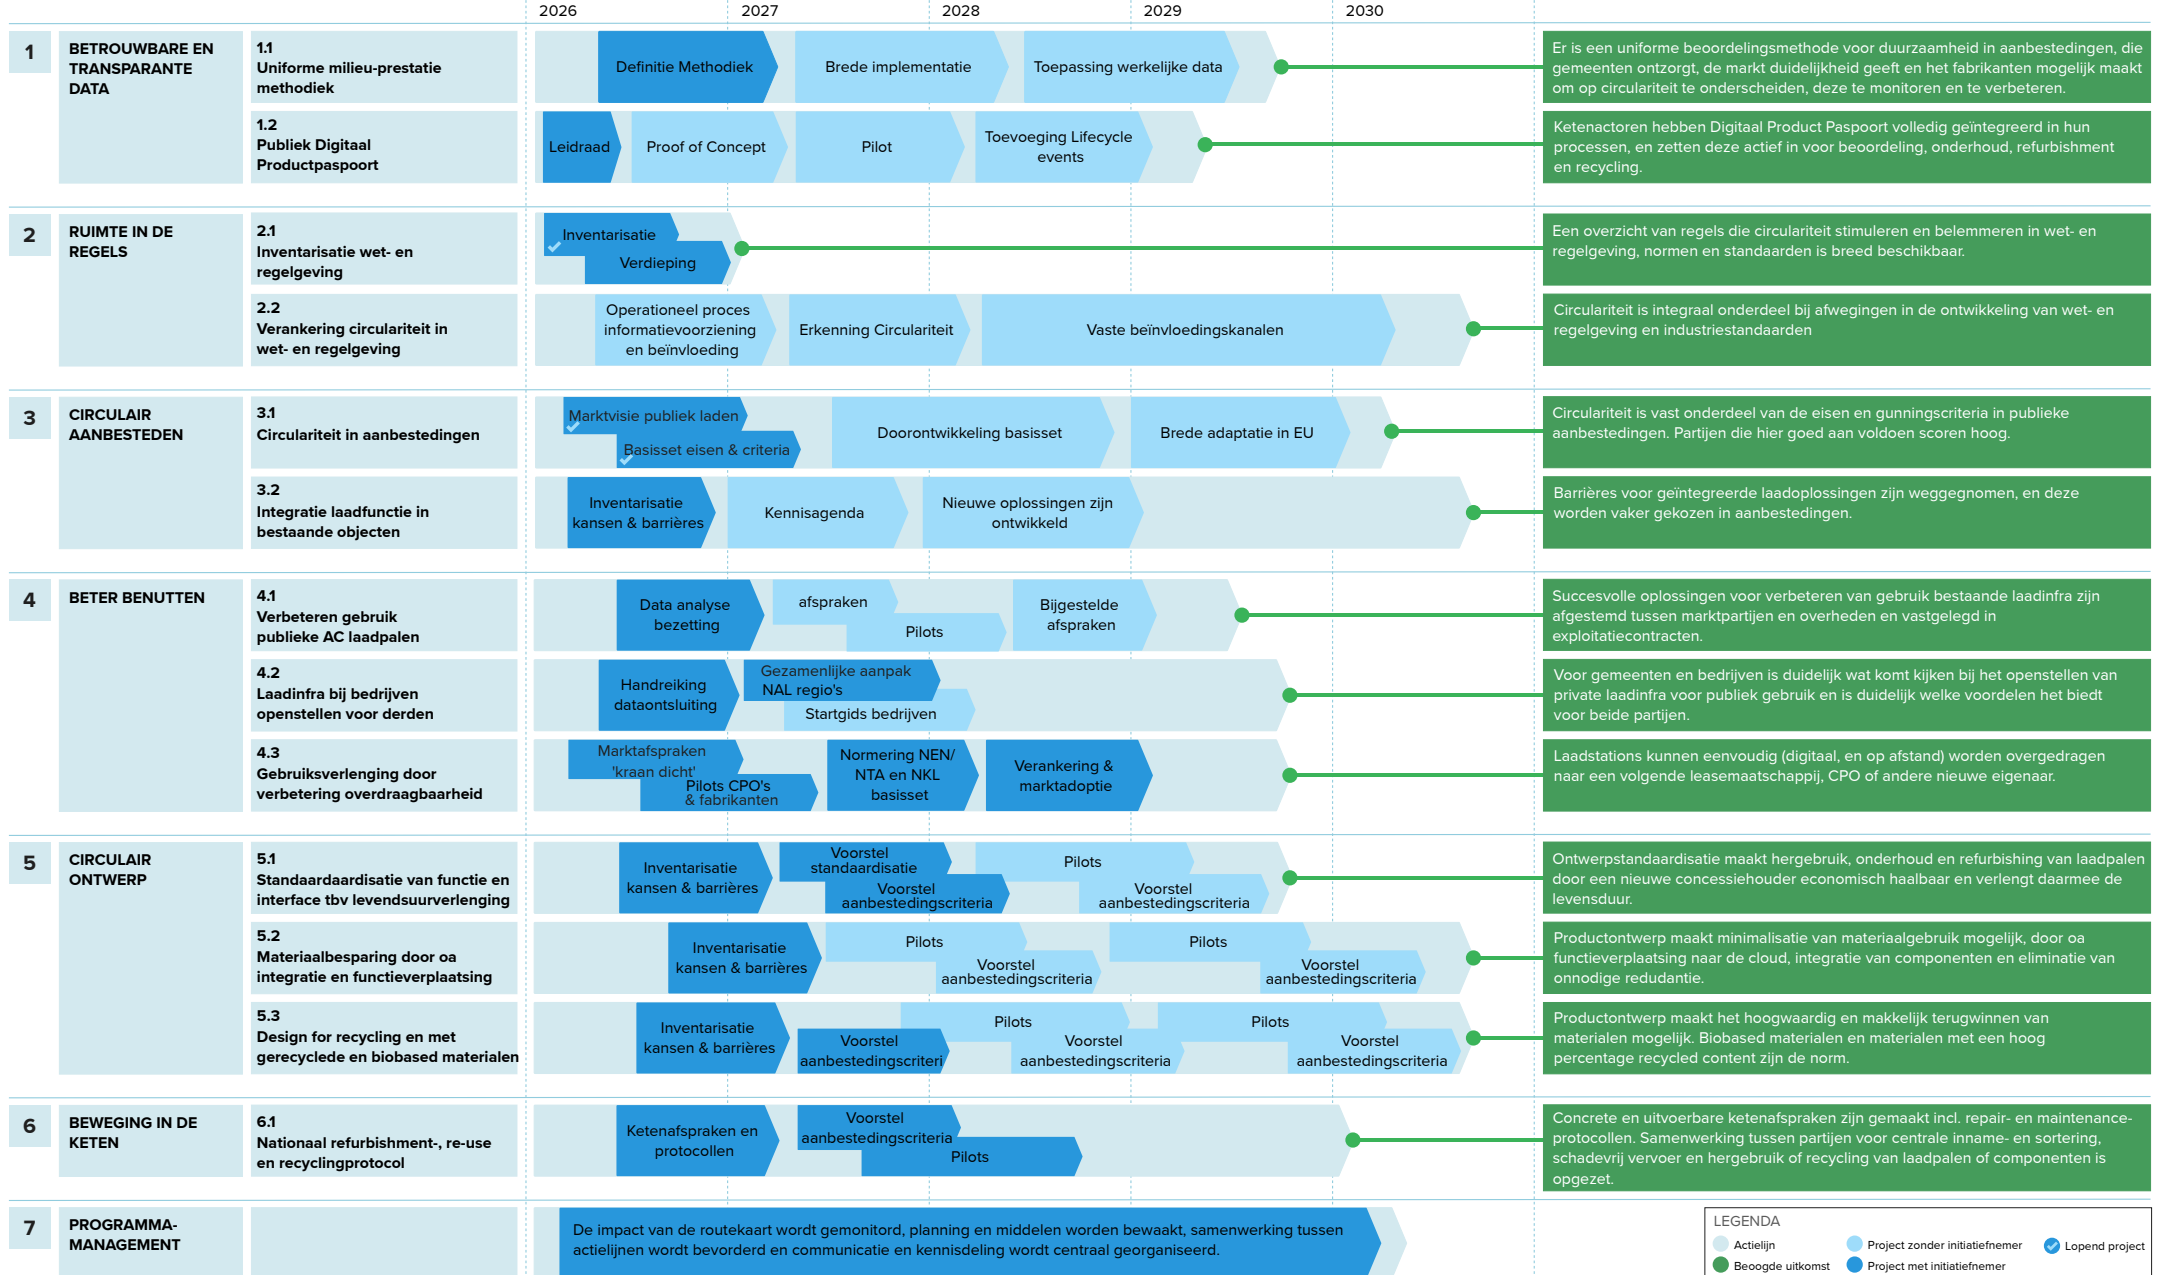 2026 2027 2028 2029 2030
1
BETROUWBARE EN
TRANSPARANTE
DATA
1.1
Uniforme milieu-prestatie
methodiek
Definitie Methodiek
Brede implementatie
Toepassing werkelijke data
Er is een uniforme beoordelingsmethode voor duurzaamheid in aanbestedingen, die
gemeenten ontzorgt, de markt duidelijkheid geeft en het fabrikanten mogelijk maakt
om op circulariteit te onderscheiden, deze te monitoren en te verbeteren.
1.2
Publiek Digitaal
Productpaspoort
Leidraad
Proof of Concept
Pilot
Toevoeging Lifecycle
events
Ketenactoren hebben Digitaal Product Paspoort volledig geïntegreerd in hun
processen, en zetten deze actief in voor beoordeling, onderhoud, refurbishment
en recycling.
2
RUIMTE IN DE
REGELS
2.1
Inventarisatie wet- en
regelgeving
Inventarisatie
Verdieping
Een overzicht van regels die circulariteit stimuleren en belemmeren in wet- en
regelgeving, normen en standaarden is breed beschikbaar.
2.2
Verankering circulariteit in
wet- en regelgeving
Operationeel proces
informatievoorziening
en beïnvloeding
Erkenning Circulariteit
Vaste beïnvloedingskanalen
Circulariteit is integraal onderdeel bij afwegingen in de ontwikkeling van wet- en
regelgeving en industriestandaarden
3
CIRCULAIR
AANBESTEDEN
3.1
Circulariteit in aanbestedingen
Marktvisie publiek laden
Basisset eisen & criteria
Doorontwikkeling basisset
Brede adaptatie in EU
Circulariteit is vast onderdeel van de eisen en gunningscriteria in publieke
aanbestedingen. Partijen die hier goed aan voldoen scoren hoog.
3.2
Integratie laadfunctie in
bestaande objecten
Inventarisatie
kansen & barrières
Kennisagenda
Nieuwe oplossingen zijn
ontwikkeld
Barrières voor geïntegreerde laadoplossingen zijn weggegnomen, en deze
worden vaker gekozen in aanbestedingen.
4
BETER BENUTTEN
4.1
Verbeteren gebruik
publieke AC laadpalen
Data analyse
bezetting
afspraken
Pilots
Bijgestelde
afspraken
Succesvolle oplossingen voor verbeteren van gebruik bestaande laadinfra zijn
afgestemd tussen marktpartijen en overheden en vastgelegd in
exploitatiecontracten.
4.2
Laadinfra bij bedrijven
openstellen voor derden
Handreiking
dataontsluiting
Gezamenlijke aanpak
NAL regio's
Startgids bedrijven
Voor gemeenten en bedrijven is duidelijk wat komt kijken bij het openstellen van
private laadinfra voor publiek gebruik en is duidelijk welke voordelen het biedt
voor beide partijen.
4.3
Gebruiksverlenging door
verbetering overdraagbaarheid
Marktafspraken
'kraan dicht'
Pilots CPO's
& fabrikanten
Normering NEN/
NTA en NKL
basisset
Verankering &
marktadoptie
Laadstations kunnen eenvoudig (digitaal, en op afstand) worden overgedragen
naar een volgende leasemaatschappij, CPO of andere nieuwe eigenaar.
5
CIRCULAIR
ONTWERP
5.1
Standaardaardisatie van functie en
interface tbv levendsuurverlenging
Inventarisatie
kansen & barrières
Voorstel
standaardisatie
Voorstel
aanbestedingscriteria
Pilots
Voorstel
aanbestedingscriteria
Ontwerpstandaardisatie maakt hergebruik, onderhoud en refurbishing van laadpalen
door een nieuwe concessiehouder economisch haalbaar en verlengt daarmee de
levensduur.
5.2
Materiaalbesparing door oa
integratie en functieverplaatsing
Inventarisatie
kansen & barrières
Pilots
Voorstel
aanbestedingscriteria
Pilots
Voorstel
aanbestedingscriteria
Productontwerp maakt minimalisatie van materiaalgebruik mogelijk, door oa
functieverplaatsing naar de cloud, integratie van componenten en eliminatie van
onnodige redudantie.
5.3
Design for recycling en met
gerecyclede en biobased materialen
Inventarisatie
kansen & barrières
Voorstel
aanbestedingscriteri
Pilots
Voorstel
aanbestedingscriteria
Pilots
Voorstel
aanbestedingscriteria
Productontwerp maakt het hoogwaardig en makkelijk terugwinnen van
materialen mogelijk. Biobased materialen en materialen met een hoog
percentage recycled content zijn de norm.
6
BEWEGING IN DE
KETEN
6.1
Nationaal refurbishment-, re-use
en recyclingprotocol
Ketenafspraken en
protocollen
Voorstel
aanbestedingscriteria
Pilots
Concrete en uitvoerbare ketenafspraken zijn gemaakt incl. repair- en maintenance-
protocollen. Samenwerking tussen partijen voor centrale inname- en sortering,
schadevrij vervoer en hergebruik of recycling van laadpalen of componenten is
opgezet.
7
PROGRAMMA-
MANAGEMENT
De impact van de routekaart wordt gemonitord, planning en middelen worden bewaakt, samenwerking tussen
actielijnen wordt bevorderd en communicatie en kennisdeling wordt centraal georganiseerd.
LEGENDA
Actielijn
Project zonder initiatiefnemer
Lopend project
Beoogde uitkomst
Project met initiatiefnemer